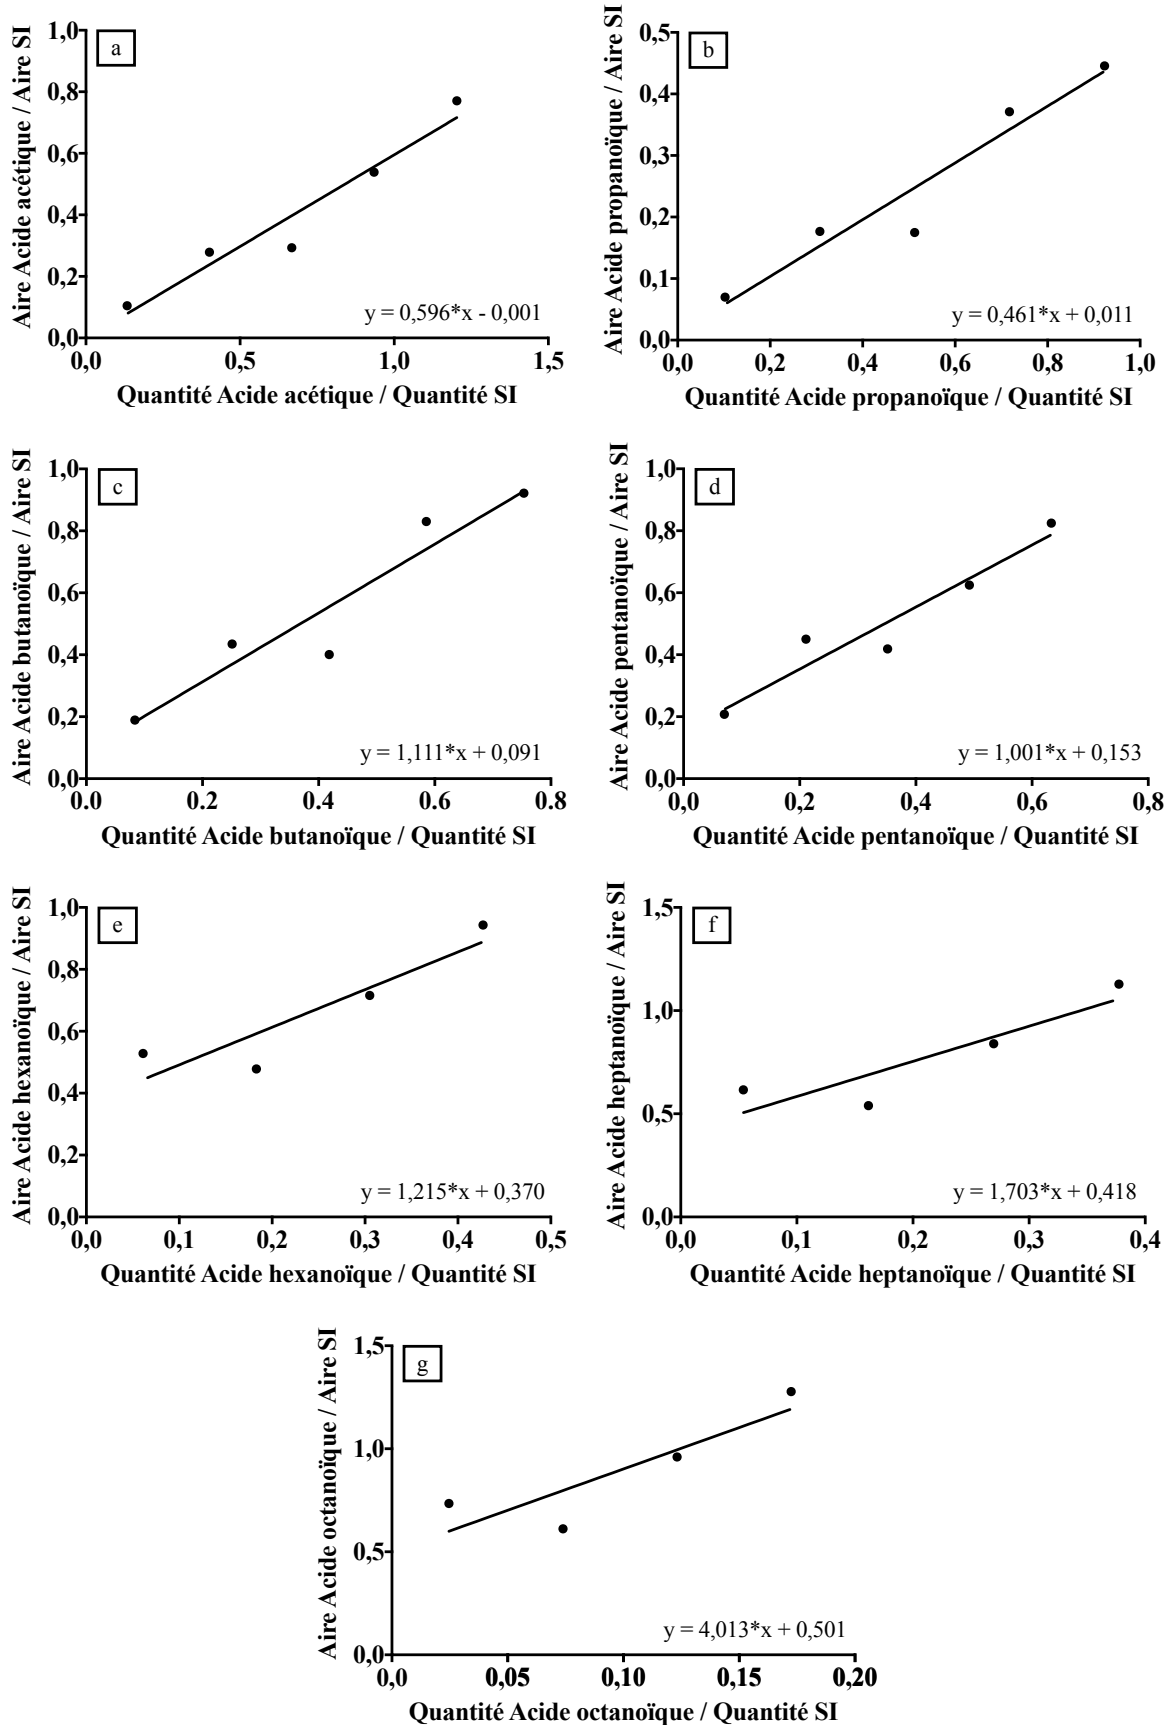 a
Aire Acide acétique / Aire SI
1,0
0,8
0,6
0,4
0,2
0,0
y = 0,596*x - 0,001
0,0 0,5 1,0 1,5
Quantité Acide acétique / Quantité SI
b
Aire Acide propanoïque / Aire SI
0,5
0,4
0,3
0,2
0,1
0,0
y = 0,461*x + 0,011
0,0 0,2 0,4 0,6 0,8 1,0
Quantité Acide propanoïque / Quantité SI
c
Aire Acide butanoïque / Aire SI
1,0
0,8
0,6
0,4
0,2
0,0
y = 1,111*x + 0,091
0.0 0.2 0.4 0.6 0.8
Quantité Acide butanoïque / Quantité SI
d
Aire Acide pentanoïque / Aire SI
1,0
0,8
0,6
0,4
0,2
0,0
y = 1,001*x + 0,153
0,0 0,2 0,4 0,6 0,8
Quantité Acide pentanoïque / Quantité SI
e
Aire Acide hexanoïque / Aire SI
1,0
0,8
0,6
0,4
0,2
0,0
y = 1,215*x + 0,370
0,0 0,1 0,2 0,3 0,4 0,5
Quantité Acide hexanoïque / Quantité SI
f
Aire Acide heptanoïque / Aire SI
1,5
1,0
0,5
0,0
y = 1,703*x + 0,418
0,0 0,1 0,2 0,3 0,4
Quantité Acide heptanoïque / Quantité SI
g
Aire Acide octanoïque / Aire SI
1,5
1,0
0,5
0,0
y = 4,013*x + 0,501
0,0 0,05 0,10 0,15 0,20
Quantité Acide octanoïque / Quantité SI